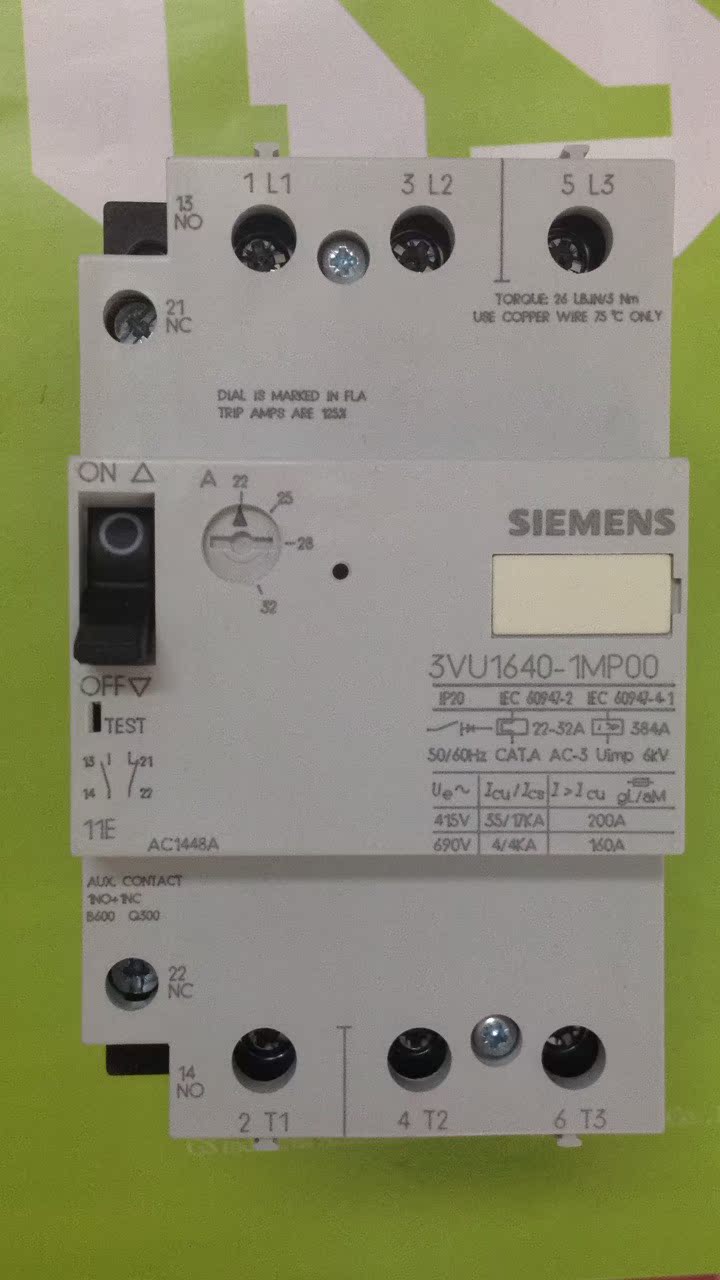 1 L1
3 L2
5 L3
13
NO
21
NC
TORQUE: 26 LB.IN/3 Nm
USE COPPER WIRE 75 °C ONLY
DIAL IS MARKED IN FLA
TRIP AMPS ARE
ON △
A
22
25
28
32
SIEMENS
OFF▽
TEST
13
21
14
22
11E
AC1448A
3VU1640-1MP00
IP20 IEC 60947-2 IEC 60947-4-1
22-32A 384A
50/60Hz CAT.A AC-3 Uimp 6kV
Ue~ Icu/Ics I>Icu gL/aM
415V 35/17KA 200A
690V 4/4KA 160A
AUX. CONTACT
1NO+1NC
B600 Q300
22
NC
14
NO
2 T1
4 T2
6 T3